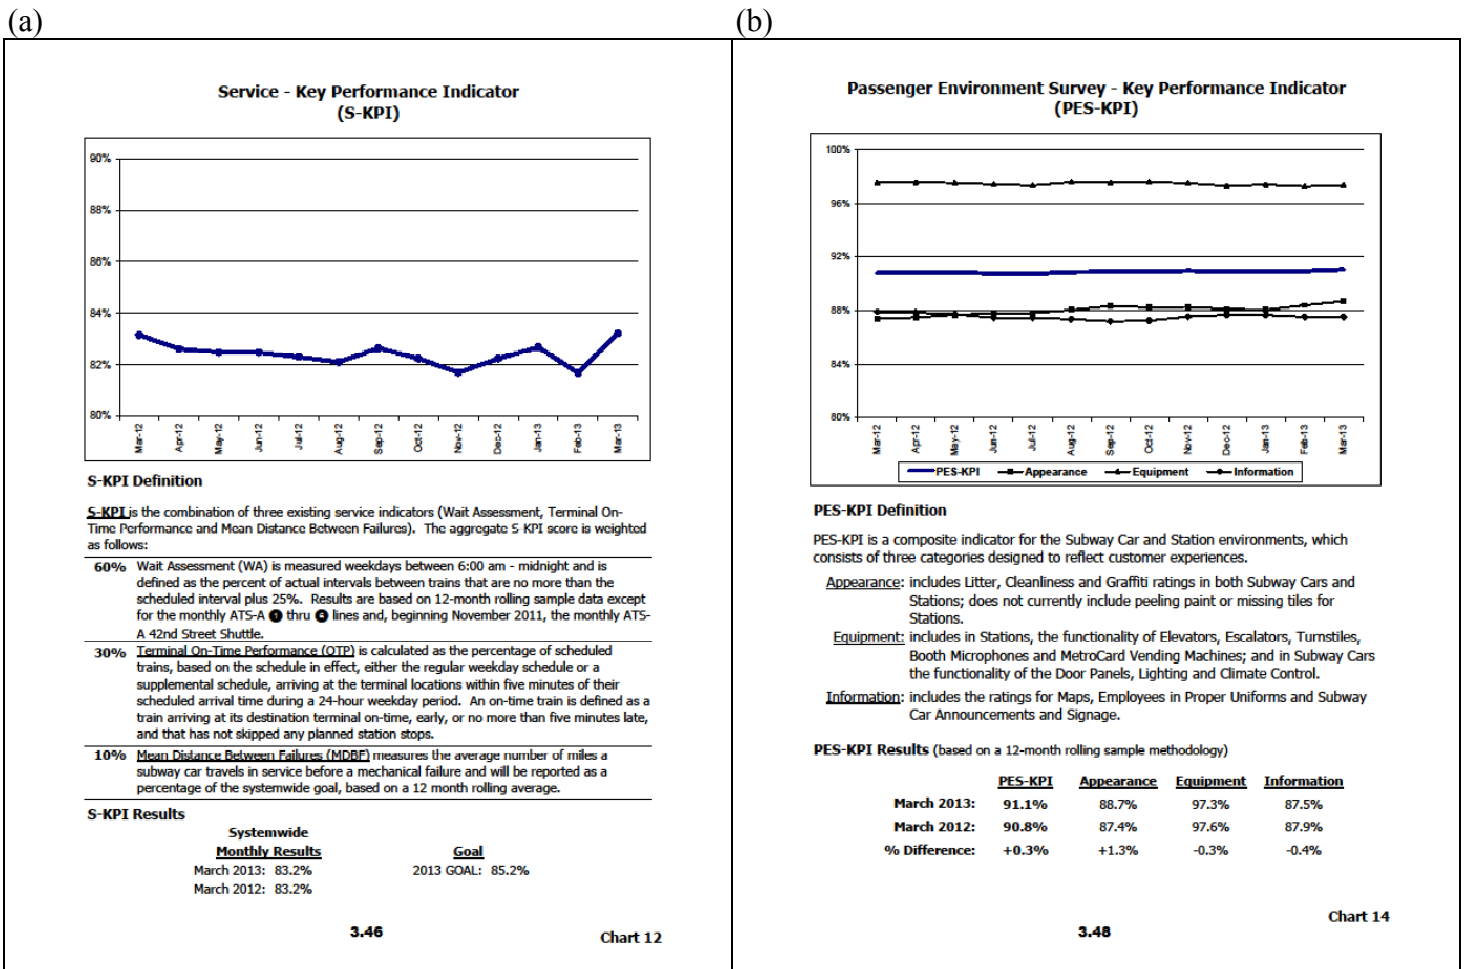 (a)
Service - Key Performance Indicator
(S-KPI)
90%
88%
86%
84%
82%
80%
Mar-12
Apr-12
May-12
Jun-12
Jul-12
Aug-12
Sep-12
Oct-12
Nov-12
Dec-12
Jan-13
Feb-13
Mar-13
S-KPI Definition
S-KPI is the combination of three existing service indicators (Wait Assessment, Terminal On-
Time Performance and Mean Distance Between Failures). The aggregate S-KPI score is weighted
as follows:
60% Wait Assessment (WA) is measured weekdays between 6:00 am - midnight and is
defined as the percent of actual intervals between trains that are no more than the
scheduled interval plus 25%. Results are based on 12-month rolling sample data except
for the monthly ATS-A thru lines and, beginning November 2011, the monthly ATS-
A 42nd Street Shuttle.
30% Terminal On-Time Performance (OTP) is calculated as the percentage of scheduled
trains, based on the schedule in effect, either the regular weekday schedule or a
supplemental schedule, arriving at the terminal locations within five minutes of their
scheduled arrival time during a 24-hour weekday period. An on-time train is defined as a
train arriving at its destination terminal on-time, early, or no more than five minutes late,
and that has not skipped any planned station stops.
10% Mean Distance Between Failures (MDBF) measures the average number of miles a
subway car travels in service before a mechanical failure and will be reported as a
percentage of the systemwide goal, based on a 12 month rolling average.
S-KPI Results
Systemwide
Monthly Results Goal
March 2013: 83.2% 2013 GOAL: 85.2%
March 2012: 83.2%
3.46
Chart 12
(b)
Passenger Environment Survey - Key Performance Indicator
(PES-KPI)
100%
96%
92%
88%
84%
80%
Mar-12
Apr-12
May-12
Jun-12
Jul-12
Aug-12
Sep-12
Oct-12
Nov-12
Dec-12
Jan-13
Feb-13
Mar-13
PES-KPI Appearance Equipment Information
PES-KPI Definition
PES-KPI is a composite indicator for the Subway Car and Station environments, which
consists of three categories designed to reflect customer experiences.
Appearance: includes Litter, Cleanliness and Graffiti ratings in both Subway Cars and
Stations; does not currently include peeling paint or missing tiles for
Stations.
Equipment: includes in Stations, the functionality of Elevators, Escalators, Turnstiles,
Booth Microphones and MetroCard Vending Machines; and in Subway Cars
the functionality of the Door Panels, Lighting and Climate Control.
Information: includes the ratings for Maps, Employees in Proper Uniforms and Subway
Car Announcements and Signage.
PES-KPI Results (based on a 12-month rolling sample methodology)
PES-KPI Appearance Equipment Information
March 2013: 91.1% 88.7% 97.3% 87.5%
March 2012: 90.8% 87.4% 97.6% 87.9%
% Difference: +0.3% +1.3% -0.3% -0.4%
3.48
Chart 14